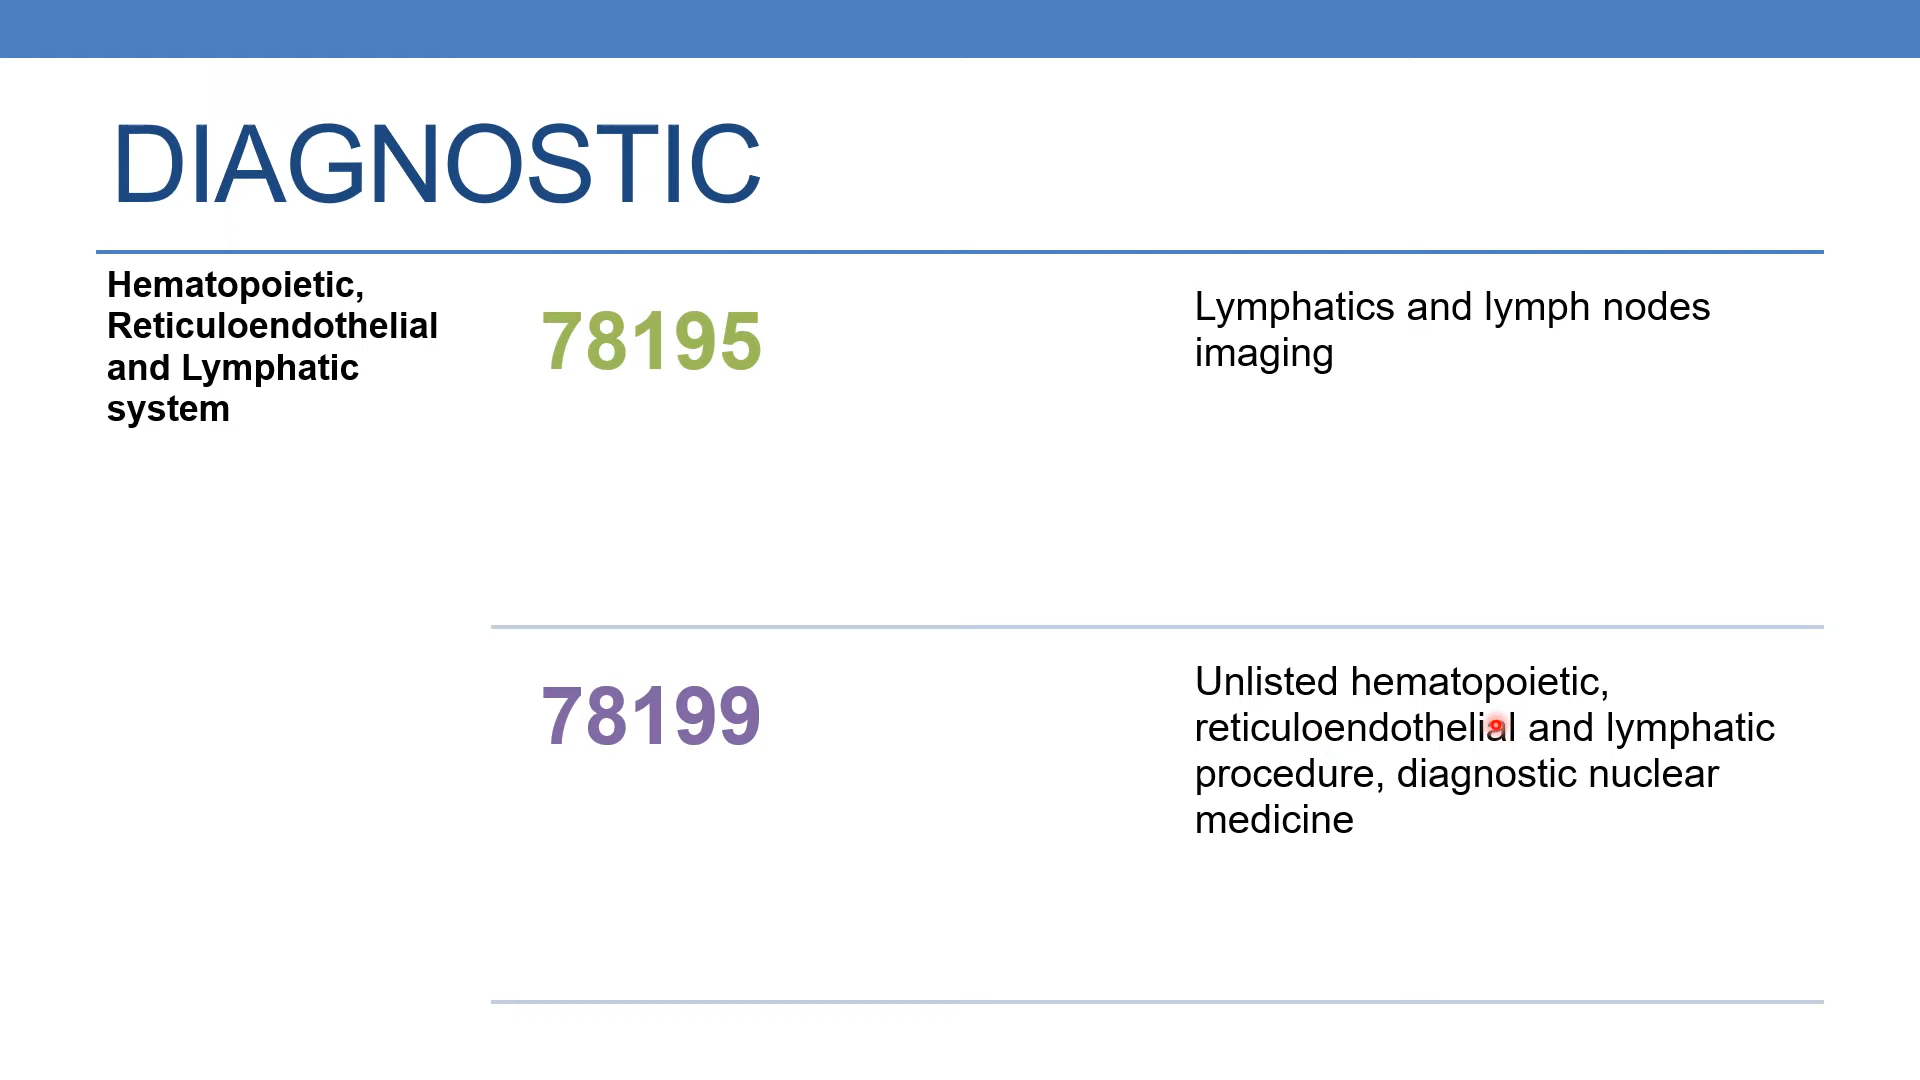 DIAGNOSTIC
Hematopoietic,
Reticuloendothelial
and Lymphatic
system
78195
Lymphatics and lymph nodes
imaging
78199
Unlisted hematopoietic,
reticuloendothelial and lymphatic
procedure, diagnostic nuclear
medicine